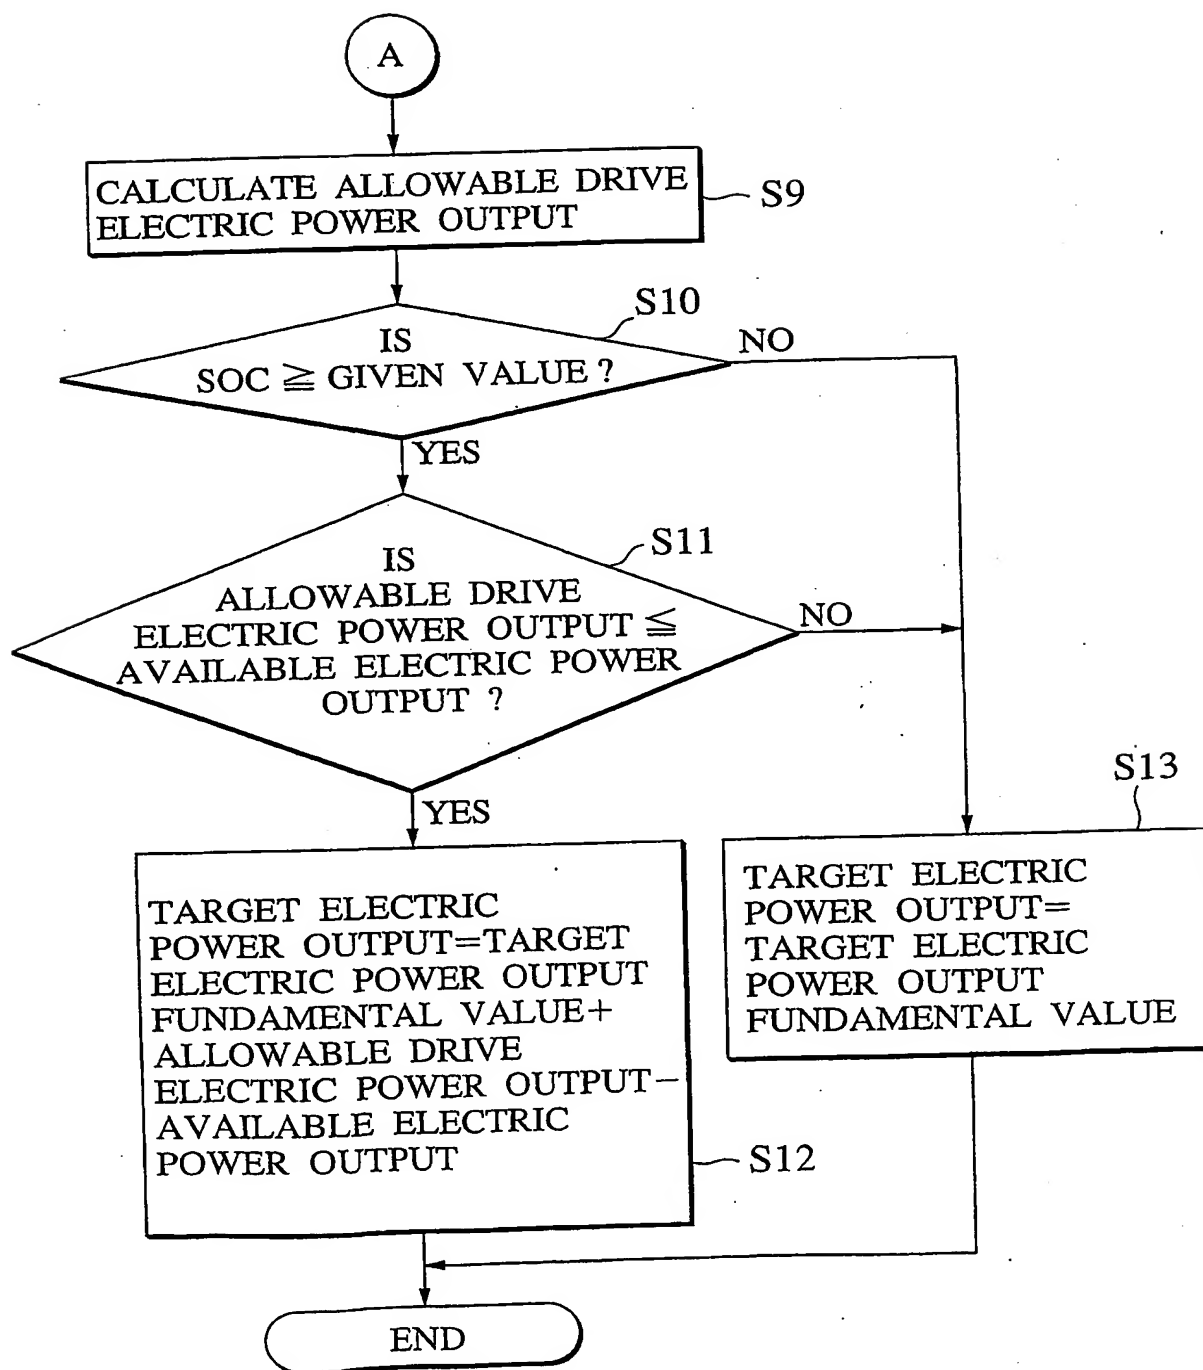 A
CALCULATE ALLOWABLE DRIVE
ELECTRIC POWER OUTPUT
S9
S10
IS
SOC ≧ GIVEN VALUE ?
NO
YES
S11
IS
ALLOWABLE DRIVE
ELECTRIC POWER OUTPUT ≦
AVAILABLE ELECTRIC POWER
OUTPUT ?
NO
YES
S13
TARGET ELECTRIC
POWER OUTPUT=TARGET
ELECTRIC POWER OUTPUT
FUNDAMENTAL VALUE+
ALLOWABLE DRIVE
ELECTRIC POWER OUTPUT−
AVAILABLE ELECTRIC
POWER OUTPUT
S12
TARGET ELECTRIC
POWER OUTPUT=
TARGET ELECTRIC
POWER OUTPUT
FUNDAMENTAL VALUE
END